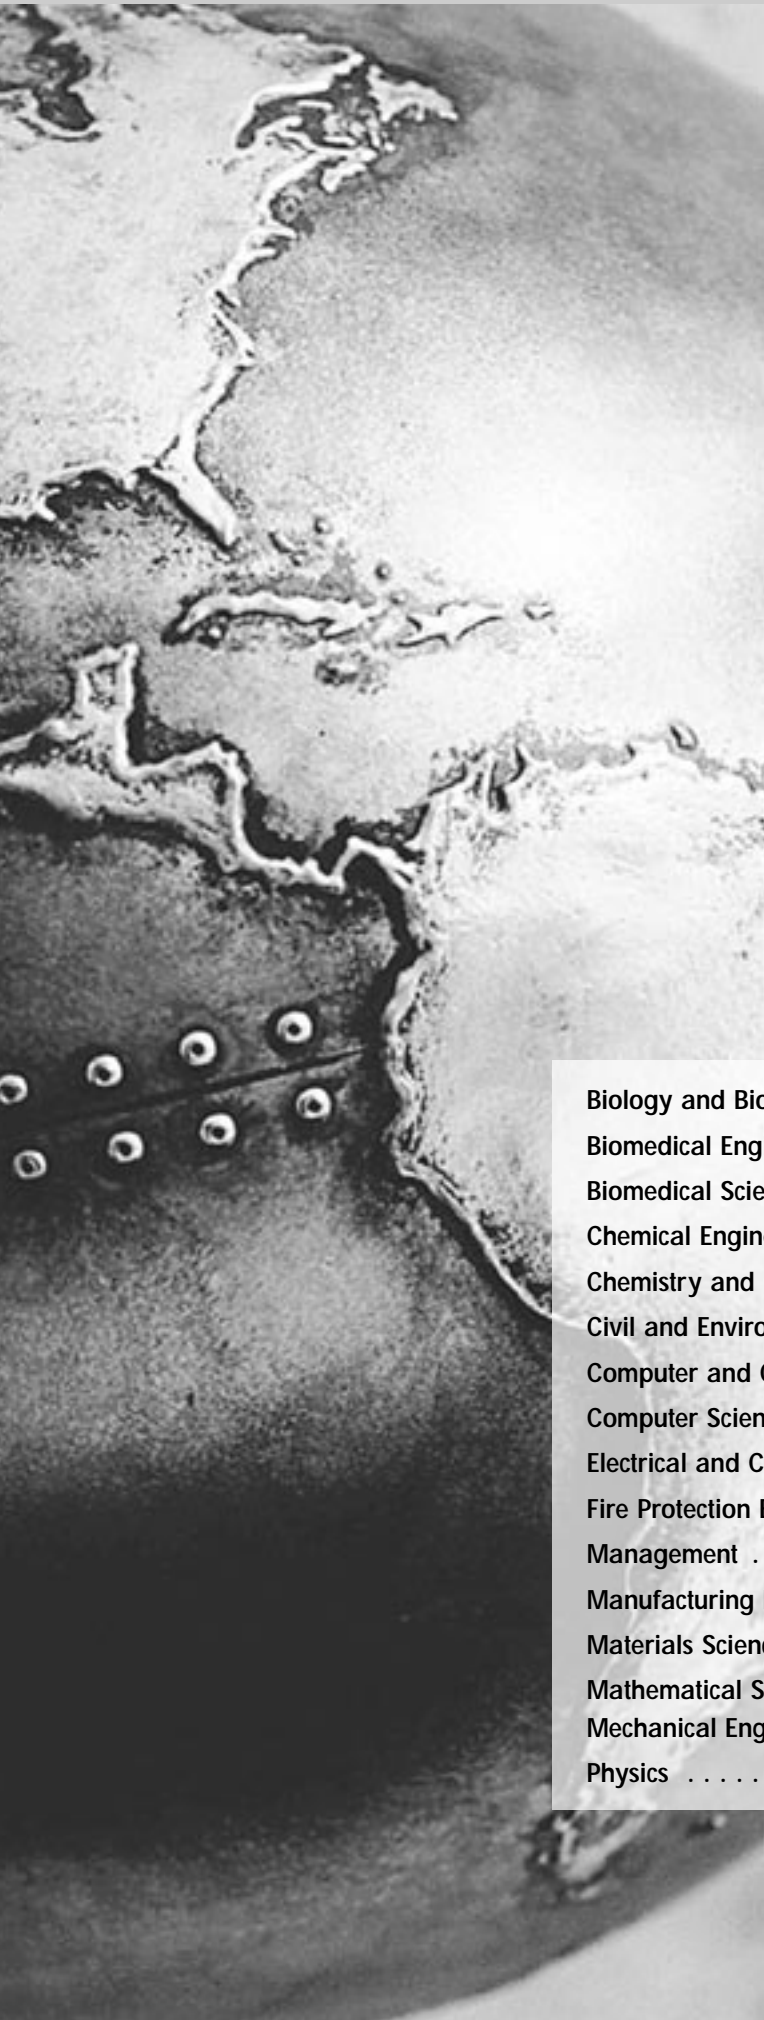 Biology and Bio
Biomedical Eng
Biomedical Scie
Chemical Engin
Chemistry and
Civil and Enviro
Computer and C
Computer Scien
Electrical and C
Fire Protection E
Management .
Manufacturing
Materials Scienc
Mathematical S
Mechanical Eng
Physics . . . . .